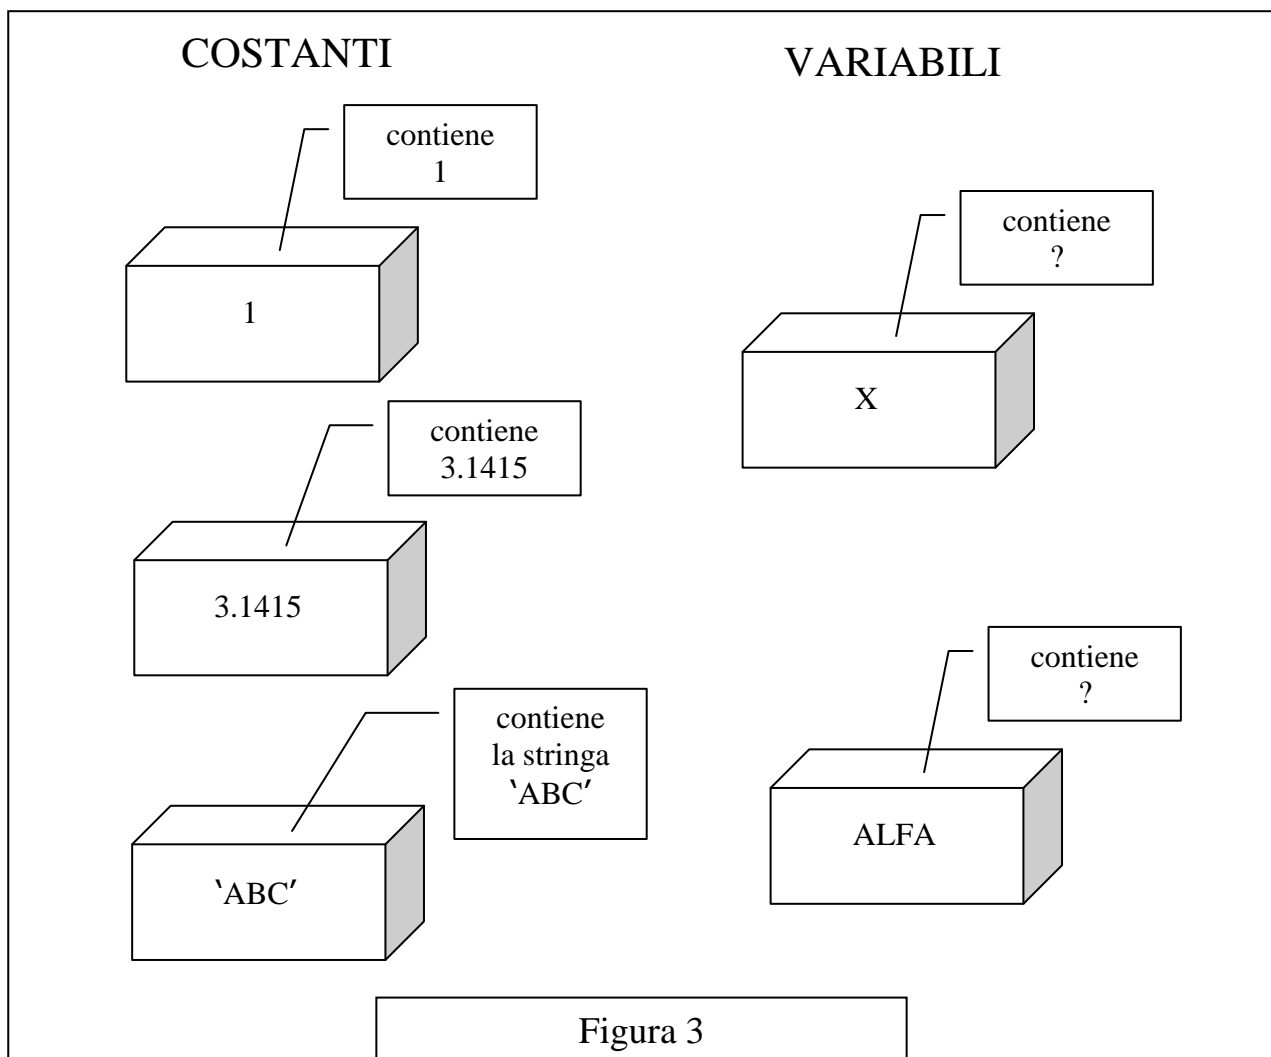 COSTANTI
contiene
1
1
contiene
3.1415
3.1415
contiene
la stringa
‵ABC′
‵ABC′
VARIABILI
contiene
?
X
contiene
?
ALFA
Figura 3